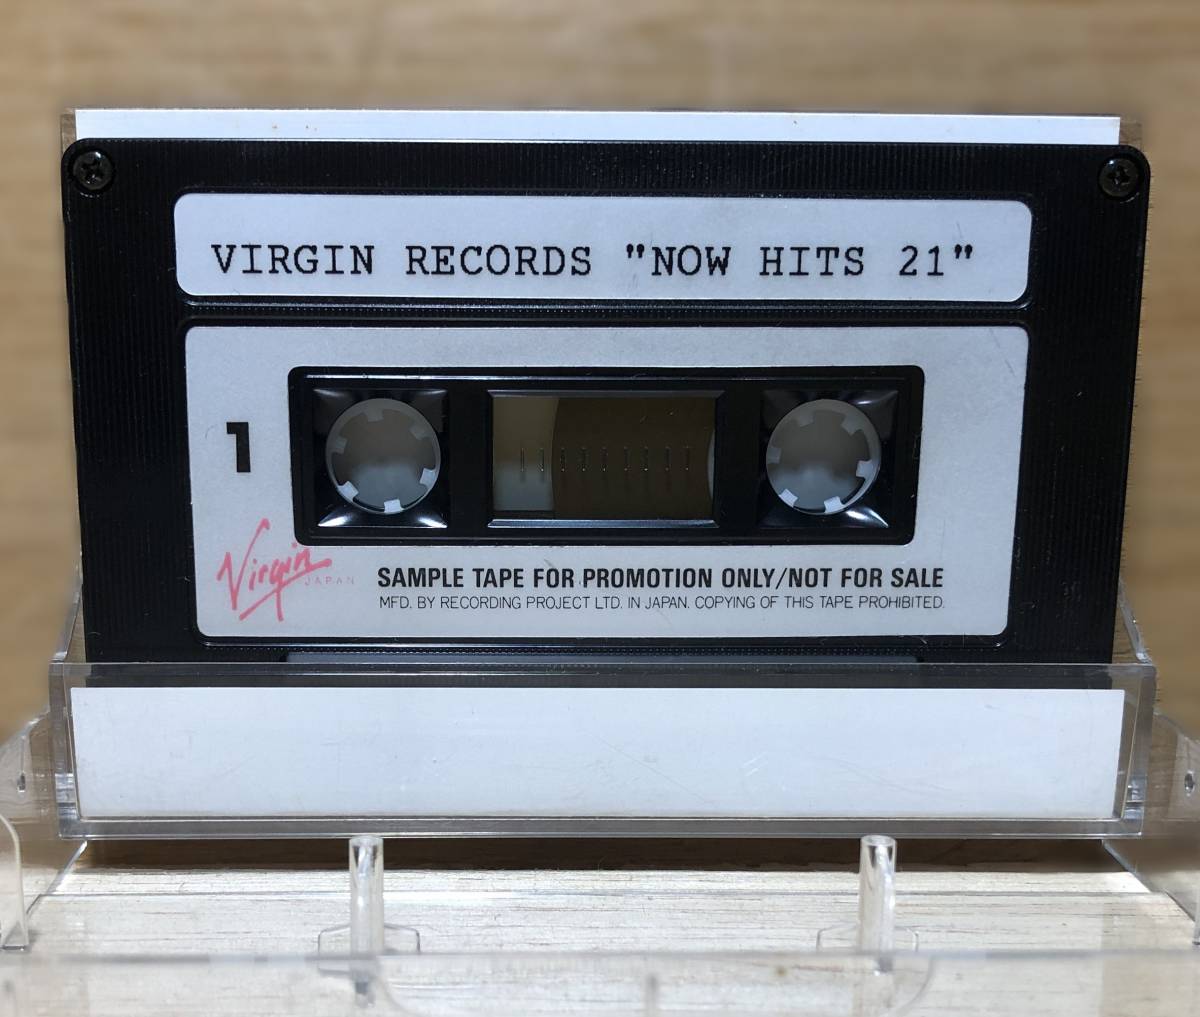 VIRGIN RECORDS "NOW HITS 21"
1
Virgin
JAPAN
SAMPLE TAPE FOR PROMOTION ONLY/NOT FOR SALE
MFD. BY RECORDING PROJECT LTD. IN JAPAN. COPYING OF THIS TAPE PROHIBITED.